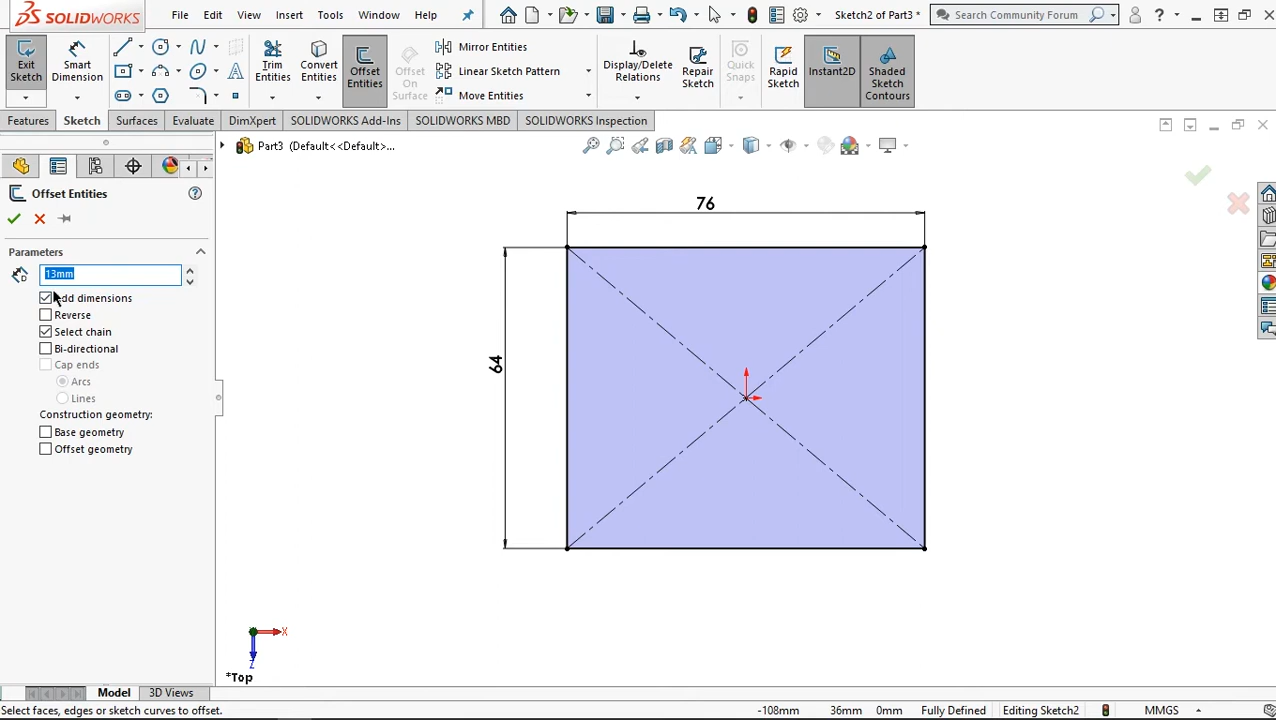 SOLIDWORKS File Edit View Insert Tools Window Help Sketch2 of Part3 * Search Community Forum ?
Exit Sketch Smart Dimension Trim Entities Convert Entities Offset Entities Offset On Surface Mirror Entities Linear Sketch Pattern Move Entities Display/Delete Relations Repair Sketch Quick Snaps Rapid Sketch Instant2D Shaded Sketch Contours
Features Sketch Surfaces Evaluate DimXpert SOLIDWORKS Add-Ins SOLIDWORKS MBD SOLIDWORKS Inspection
Part3 (Default<<Default>...
Offset Entities
Parameters
13mm
Add dimensions
Reverse
Select chain
Bi-directional
Cap ends
Arcs
Lines
Construction geometry:
Base geometry
Offset geometry
76
64
X
Z
*Top
Model 3D Views
Select faces, edges or sketch curves to offset. -108mm 36mm 0mm Fully Defined Editing Sketch2 MMGS